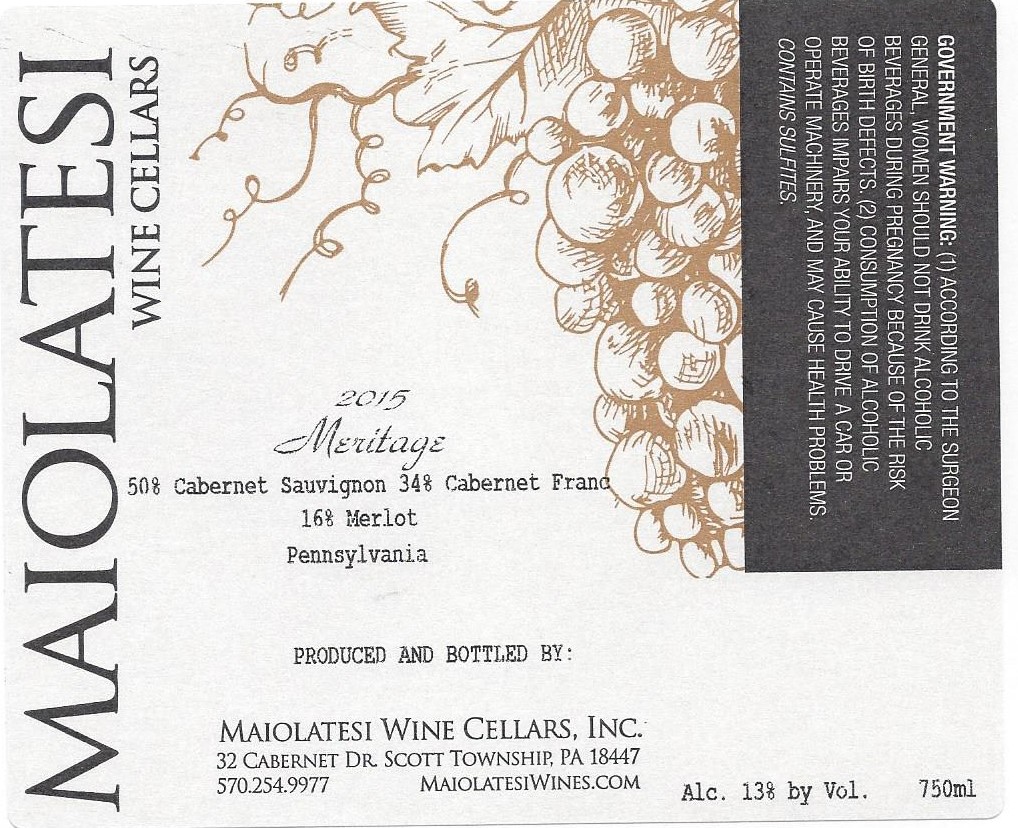 MAIOLATESI
WINE CELLARS
2015
Meritage
50% Cabernet Sauvignon 34% Cabernet Franc
16% Merlot
Pennsylvania
PRODUCED AND BOTTLED BY:
MAIOLATESI WINE CELLARS, INC.
32 CABERNET DR. SCOTT TOWNSHIP, PA 18447
570.254.9977 MAIOLATESIWINES.COM
Alc. 13% by Vol. 750ml
GOVERNMENT WARNING: (1) ACCORDING TO THE SURGEON
GENERAL, WOMEN SHOULD NOT DRINK ALCOHOLIC
BEVERAGES DURING PREGNANCY BECAUSE OF THE RISK
OF BIRTH DEFECTS. (2) CONSUMPTION OF ALCOHOLIC
BEVERAGES IMPAIRS YOUR ABILITY TO DRIVE A CAR OR
OPERATE MACHINERY, AND MAY CAUSE HEALTH PROBLEMS.
CONTAINS SULFITES